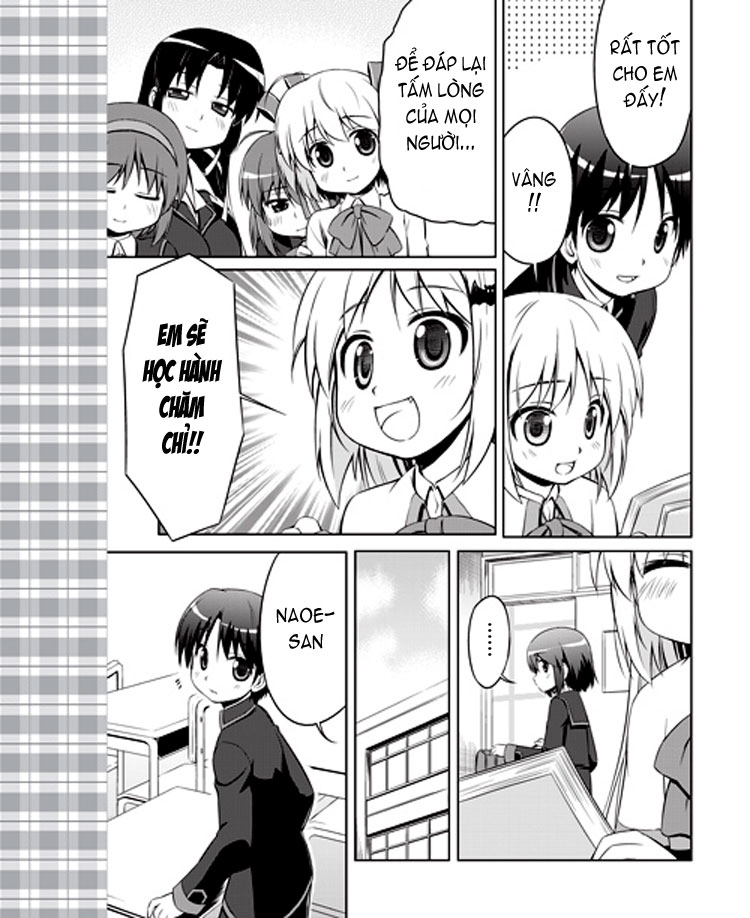 RẤT TỐT
CHO EM
ĐẤY!
VÂNG
!!
ĐỂ ĐÁP LẠI
TẤM LÒNG
CỦA MỌI
NGƯỜI...
EM SẼ
HỌC HÀNH
CHĂM
CHỈ!!
......
NAOE-
SAN